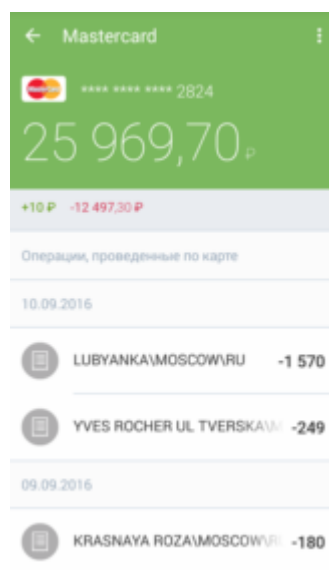 Mastercard
**** **** **** 2824
25 969,70 ₽
+10 ₽ -12 497,30 ₽
Операции, проведенные по карте
10.09.2016
LUBYANKA\MOSCOW\RU -1 570
YVES ROCHER UL TVERSKA\M -249
09.09.2016
KRASNAYA ROZA\MOSCOW\R -180